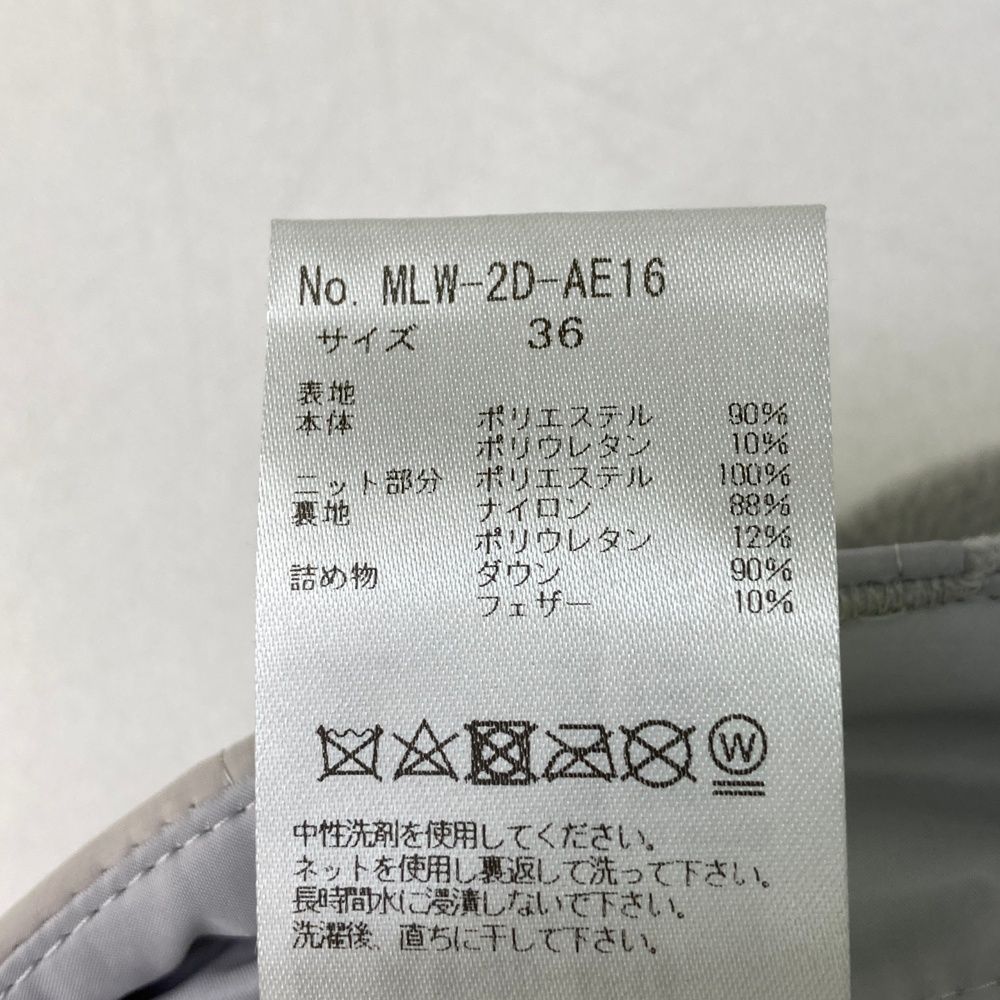 No. MLW-2D-AE16
サイズ 36
表地
本体 ポリエステル 90%
ポリウレタン 10%
ニット部分 ポリエステル 100%
裏地 ナイロン 88%
ポリウレタン 12%
詰め物 ダウン 90%
フェザー 10%
W
中性洗剤を使用してください。
ネットを使用し裏返して洗って下さい。
長時間水に浸漬しないで下さい。
洗濯後、直ちに干して下さい。